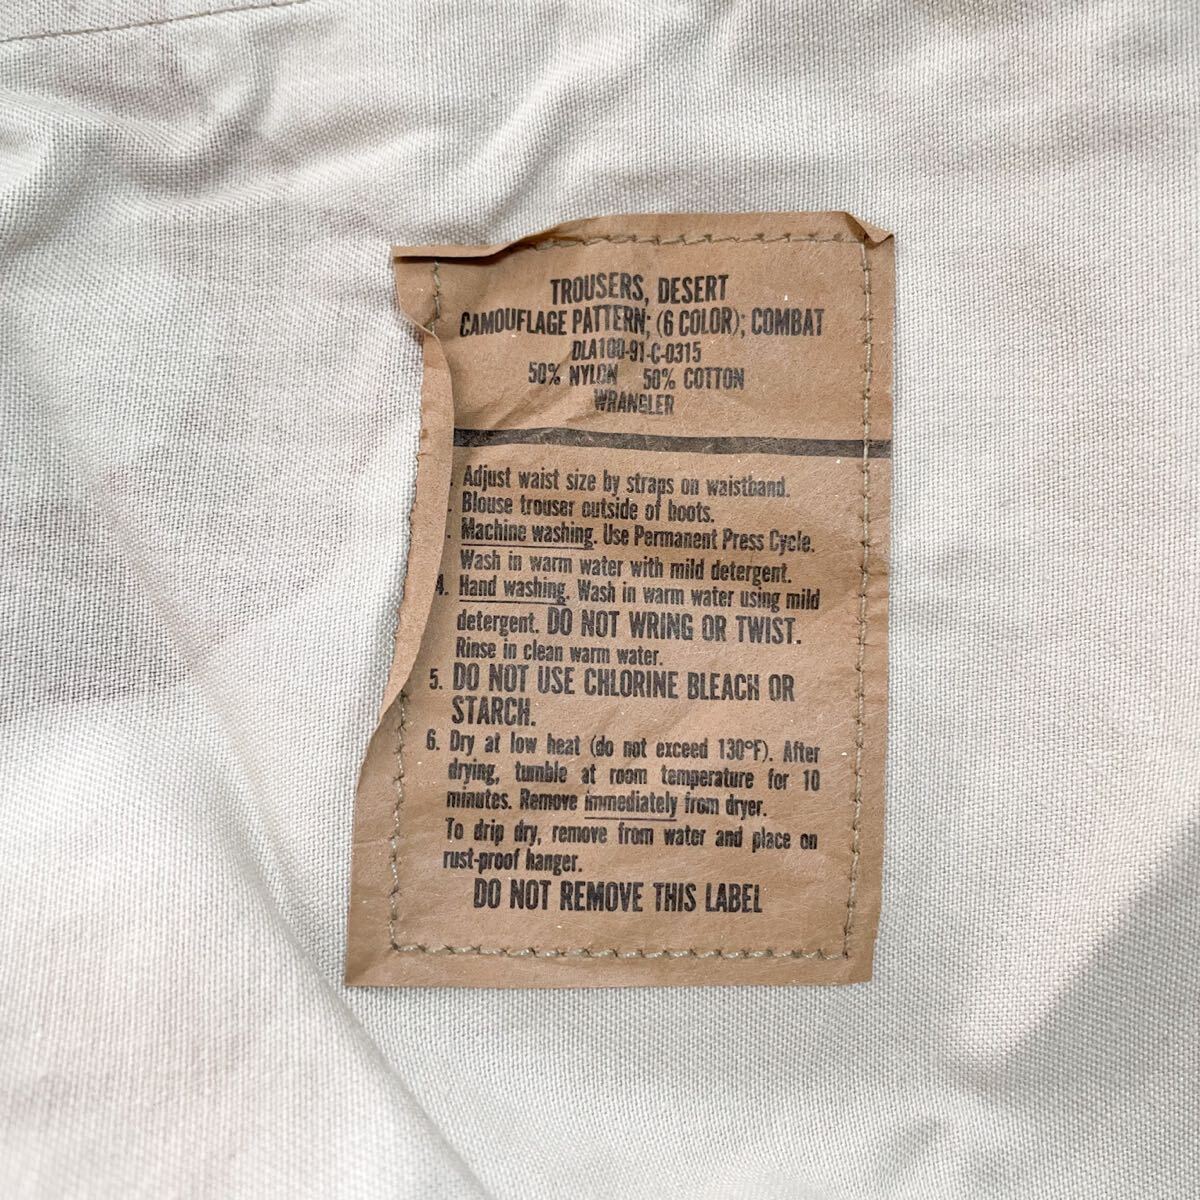 TROUSERS, DESERT
CAMOUFLAGE PATTERN; (6 COLOR); COMBAT
DLA100-91-C-0315
50% NYLON 50% COTTON
WRANGLER
. Adjust waist size by straps on waistband.
. Blouse trouser outside of boots.
. Machine washing. Use Permanent Press Cycle.
Wash in warm water with mild detergent.
4. Hand washing. Wash in warm water using mild
detergent. DO NOT WRING OR TWIST.
Rinse in clean warm water.
5. DO NOT USE CHLORINE BLEACH OR
STARCH.
6. Dry at low heat (do not exceed 130°F). After
drying, tumble at room temperature for 10
minutes. Remove immediately from dryer.
To drip dry, remove from water and place on
rust-proof hanger.
DO NOT REMOVE THIS LABEL